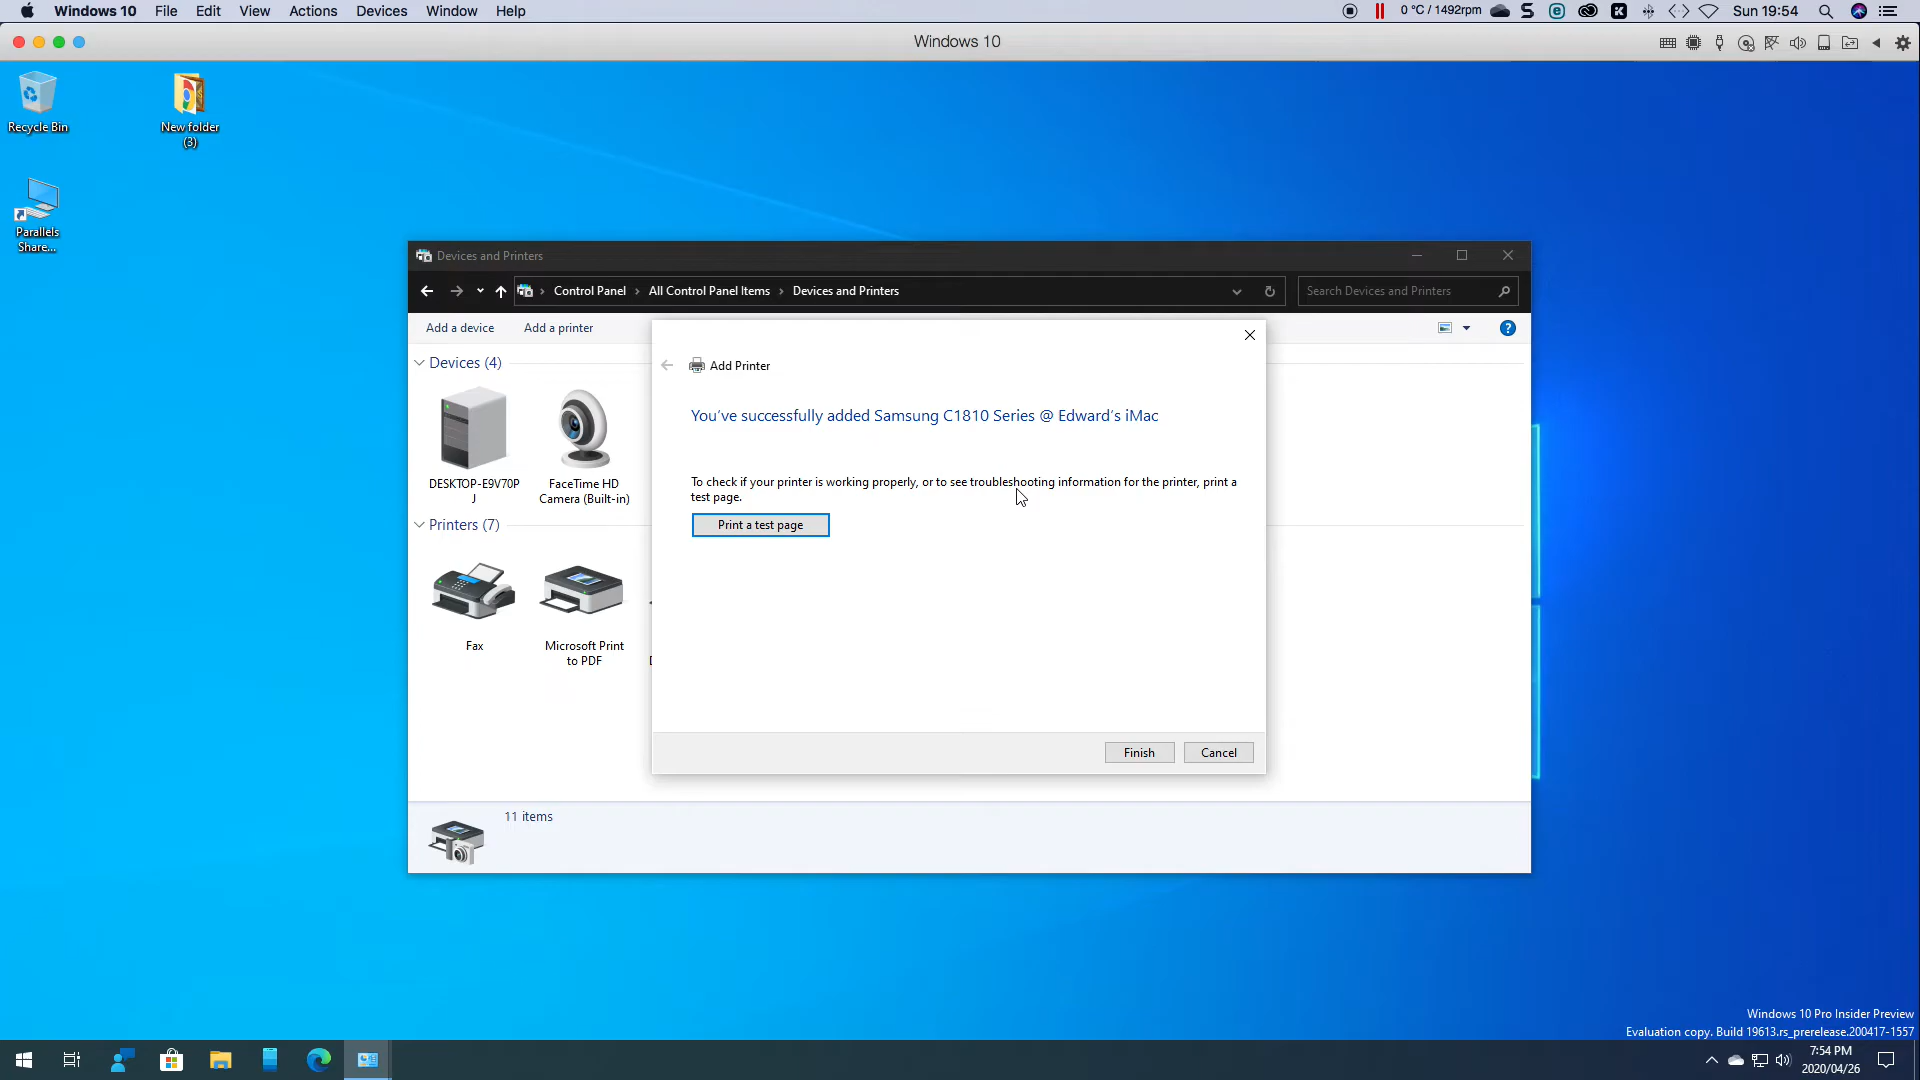 Windows 10 File Edit View Actions Devices Window Help
0 °C / 1492rpm
Sun 19:54
Windows 10
Recycle Bin
New folder
(3)
Parallels
Share...
Devices and Printers
Control Panel
All Control Panel Items
Devices and Printers
Search Devices and Printers
Add a device
Add a printer
Devices (4)
DESKTOP-E9V70P
J
FaceTime HD
Camera (Built-in)
Printers (7)
Fax
Microsoft Print
to PDF
Add Printer
You've successfully added Samsung C1810 Series @ Edward's iMac
To check if your printer is working properly, or to see troubleshooting information for the printer, print a
test page.
Print a test page
Finish
Cancel
11 items
Windows 10 Pro Insider Preview
Evaluation copy. Build 19613.rs_prerelease.200417-1557
7:54 PM
2020/04/26